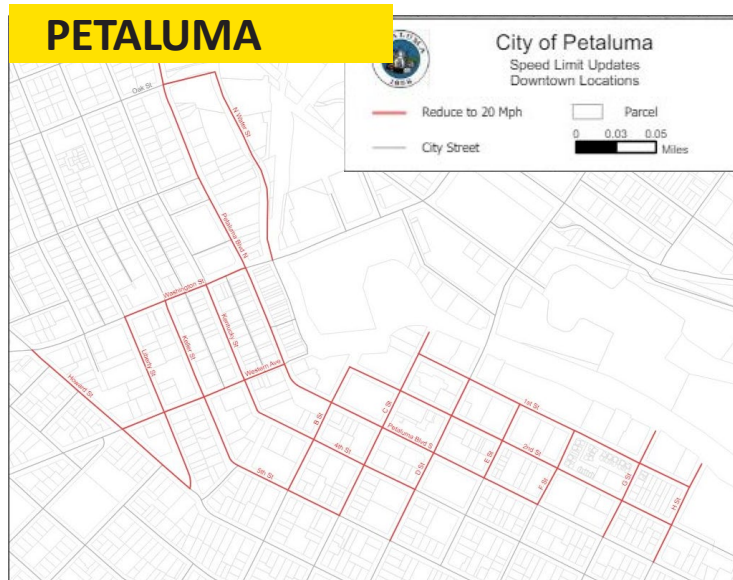 PETALUMA
City of Petaluma
Speed Limit Updates
Downtown Locations
1858
Reduce to 20 Mph
Parcel
City Street
0 0.03 0.05
Miles
Oak St
N Water St
Petaluma Blvd N
Washington St
Liberty St
Keller St
Kentucky St
Western Ave
Howard St
B St
C St
1st St
Petaluma Blvd S
4th St
5th St
D St
E St
2nd St
F St
G St
H St